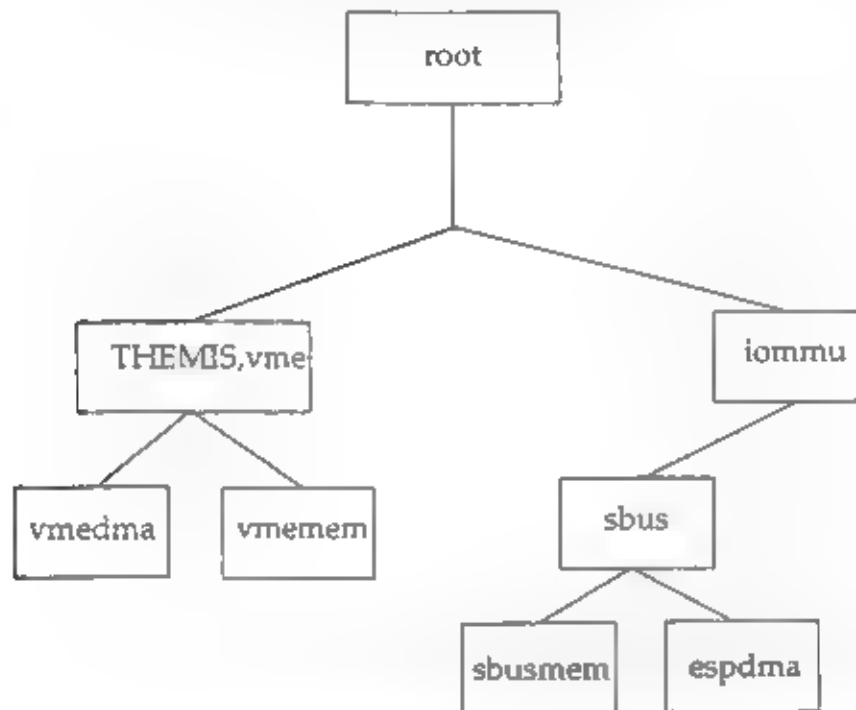 root
THEMIS,vme
iommu
vmedma
vmemem
sbus
sbusmem
espdma